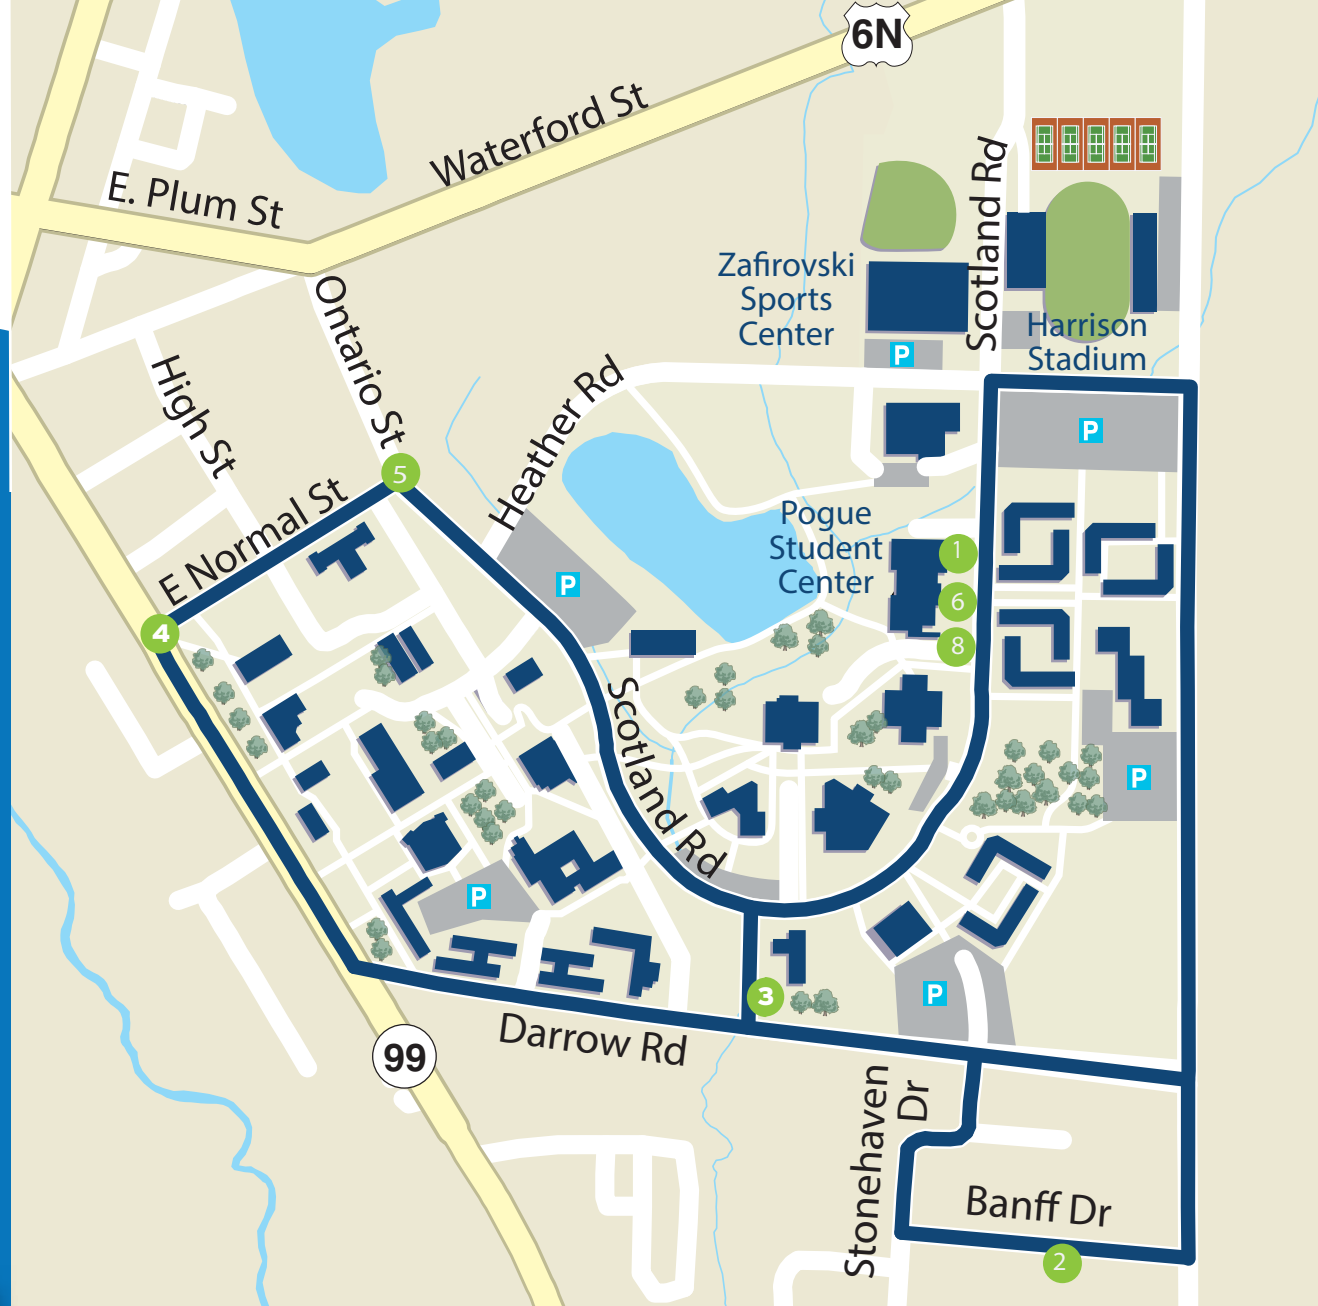 6N
Waterford St
E. Plum St
Scotland Rd
Zafirovski
Sports
Center
Harrison
Stadium
P
Ontario St
High St
Heather Rd
P
5
E Normal St
Pogue
Student
Center
1
6
8
P
4
Scotland Rd
P
P
P
3
Darrow Rd
99
Stonehaven
Dr
Banff Dr
2